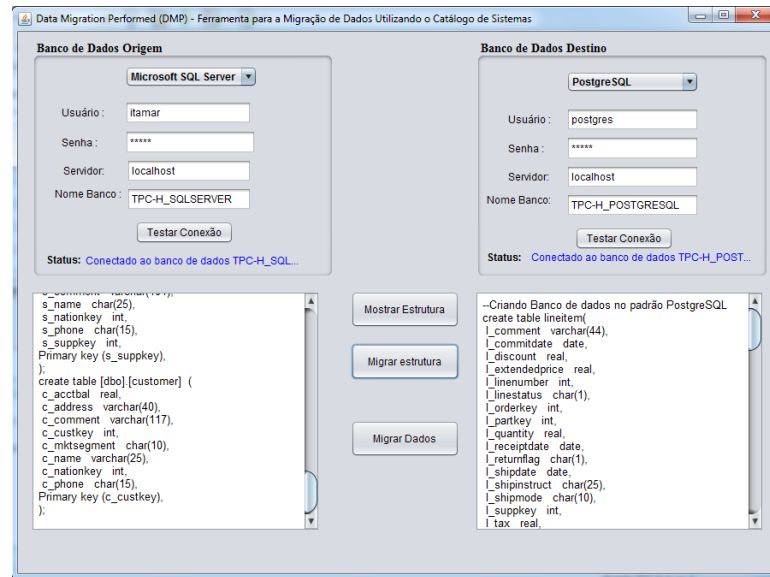 Data Migration Performed (DMP) - Ferramenta para a Migração de Dados Utilizando o Catálogo de Sistemas
Banco de Dados Origem
Microsoft SQL Server
Usuário :
itamar
Senha :
*****
Servidor:
localhost
Nome Banco :
TPC-H_SQLSERVER
Testar Conexão
Status: Conectado ao banco de dados TPC-H_SQL...
s_name char(25),
s_nationkey int,
s_phone char(15),
s_suppkey int,
Primary key (s_suppkey),
);
create table [dbo].[customer] (
c_acctbal real,
c_address varchar(40),
c_comment varchar(117),
c_custkey int,
c_mktsegment char(10),
c_name varchar(25),
c_nationkey int,
c_phone char(15),
Primary key (c_custkey),
);
Mostrar Estrutura
Migrar estrutura
Migrar Dados
Banco de Dados Destino
PostgreSQL
Usuário :
postgres
Senha :
*****
Servidor:
localhost
Nome Banco:
TPC-H_POSTGRESQL
Testar Conexão
Status: Conectado ao banco de dados TPC-H_POST...
--Criando Banco de dados no padrão PostgreSQL
create table lineitem(
l_comment varchar(44),
l_commitdate date,
l_discount real,
l_extendedprice real,
l_linenumber int,
l_linestatus char(1),
l_orderkey int,
l_partkey int,
l_quantity real,
l_receiptdate date,
l_returnflag char(1),
l_shipdate date,
l_shipinstruct char(25),
l_shipmode char(10),
l_suppkey int,
l_tax real,